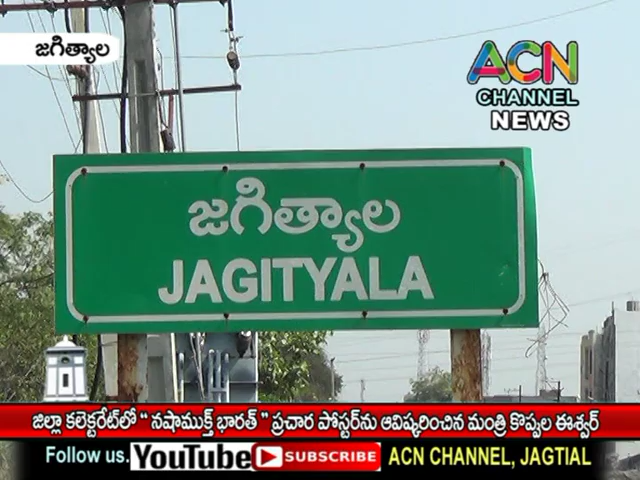 జగిత్యాల
ACN
CHANNEL
NEWS
జగిత్యాల
JAGITYALA
జిల్లా కలెక్టరేట్‌లో “ నషాముక్త్ భారత్ ” ప్రచార పోస్టర్‌ను ఆవిష్కరించిన మంత్రి కొప్పుల ఈశ్వర్
Follow us. YouTube SUBSCRIBE ACN CHANNEL, JAGTIAL